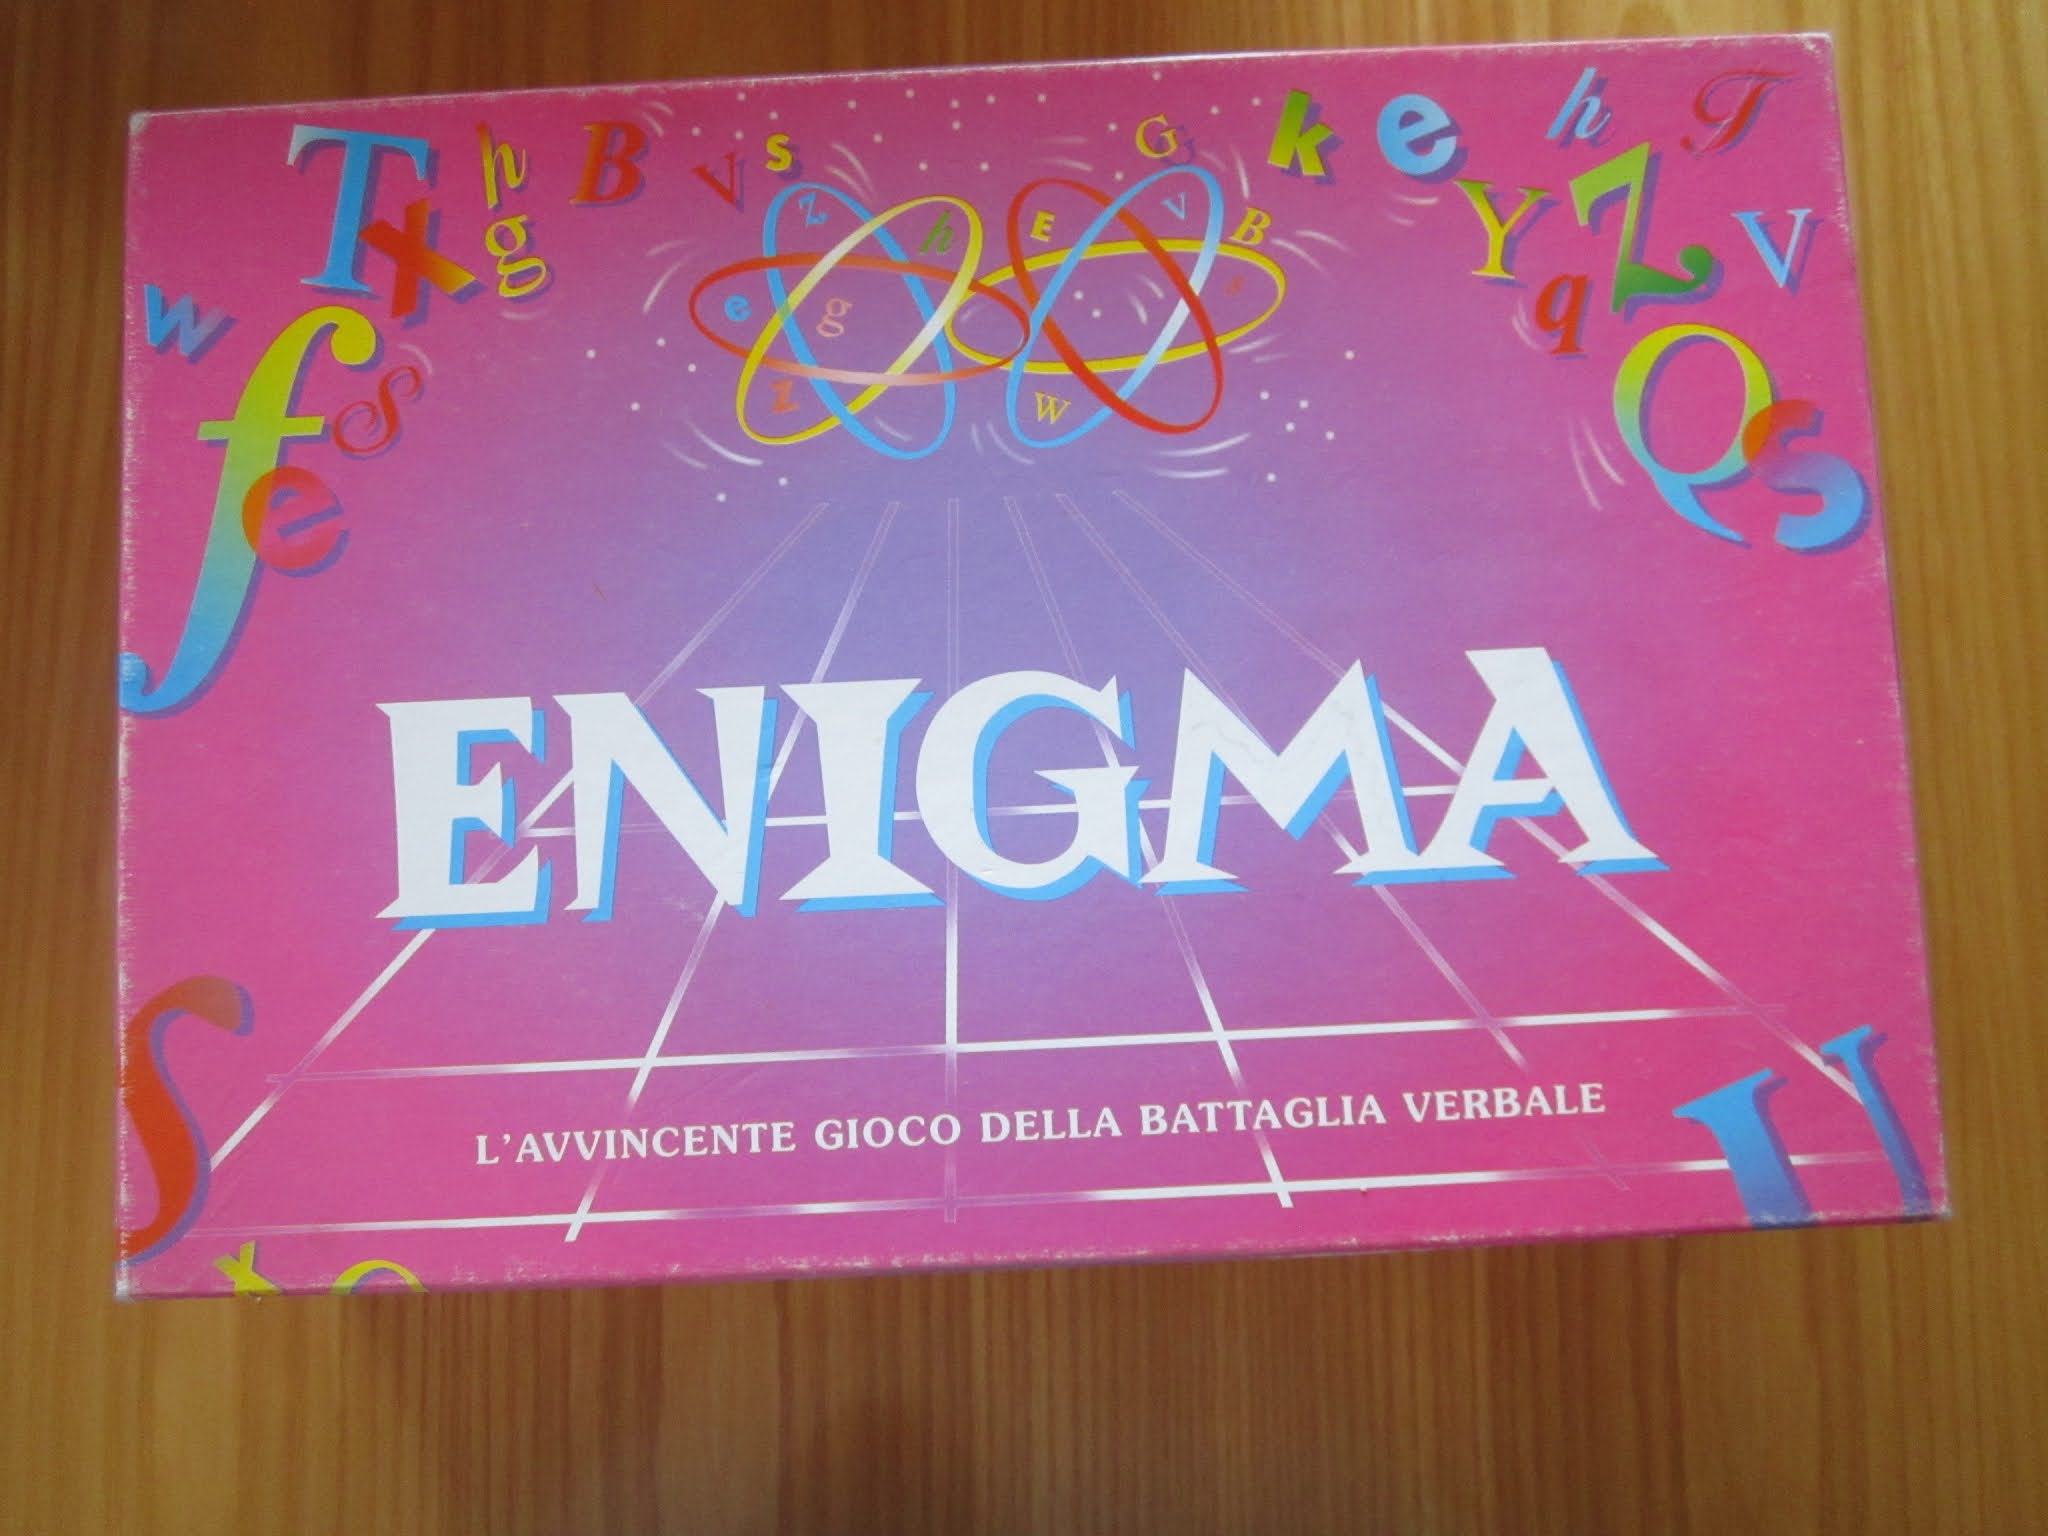 ENIGMA
L'AVVINCENTE GIOCO DELLA BATTAGLIA VERBALE